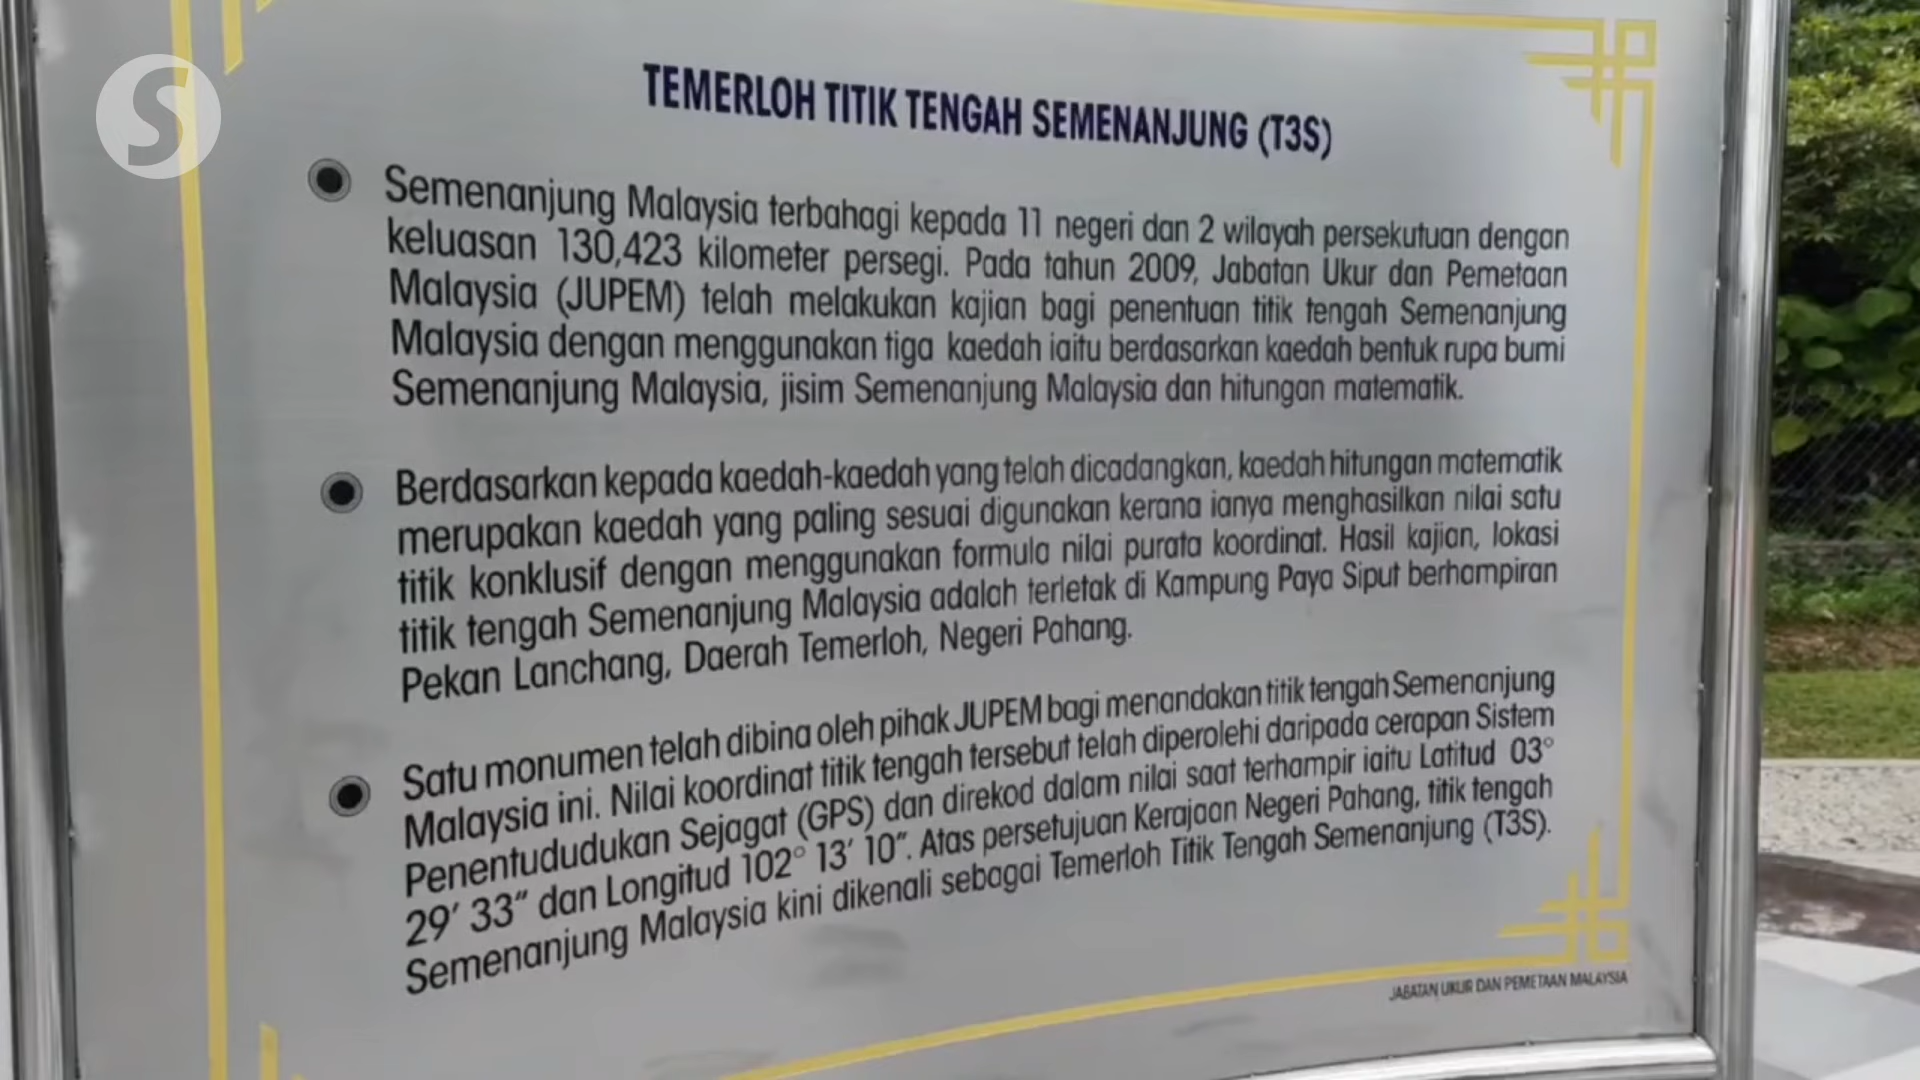 S
TEMERLOH TITIK TENGAH SEMENANJUNG (T3S)
Semenanjung Malaysia terbahagi kepada 11 negeri dan 2 wilayah persekutuan dengan
keluasan 130,423 kilometer persegi. Pada tahun 2009, Jabatan Ukur dan Pemetaan
Malaysia (JUPEM) telah melakukan kajian bagi penentuan titik tengah Semenanjung
Malaysia dengan menggunakan tiga kaedah iaitu berdasarkan kaedah bentuk rupa bumi
Semenanjung Malaysia, jisim Semenanjung Malaysia dan hitungan matematik.
Berdasarkan kepada kaedah-kaedah yang telah dicadangkan, kaedah hitungan matematik
merupakan kaedah yang paling sesuai digunakan kerana ianya menghasilkan nilai satu
titik konklusif dengan menggunakan formula nilai purata koordinat. Hasil kajian, lokasi
titik tengah Semenanjung Malaysia adalah terletak di Kampung Paya Siput berhampiran
Pekan Lanchang, Daerah Temerloh, Negeri Pahang.
Satu monumen telah dibina oleh pihak JUPEM bagi menandakan titik tengah Semenanjung
Malaysia ini. Nilai koordinat titik tengah tersebut telah diperolehi daripada cerapan Sistem
Penentududukan Sejagat (GPS) dan direkod dalam nilai saat terhampir iaitu Latitud 03°
29' 33" dan Longitud 102° 13' 10". Atas persetujuan Kerajaan Negeri Pahang, titik tengah
Semenanjung Malaysia kini dikenali sebagai Temerloh Titik Tengah Semenanjung (T3S).
JABATAN UKUR DAN PEMETAAN MALAYSIA